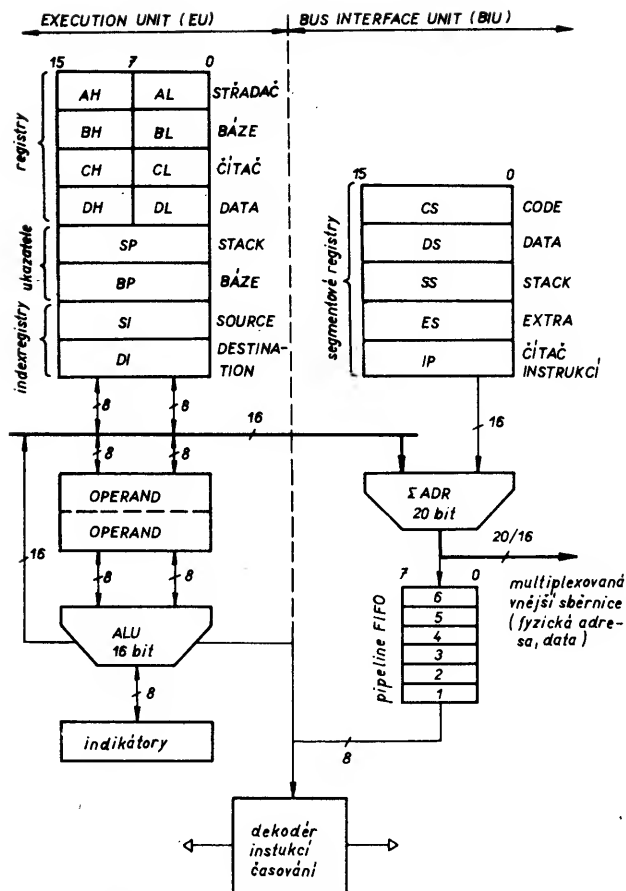 EXECUTION UNIT (EU)
BUS INTERFACE UNIT (BIU)
15 7 0
AH AL STŘADAČ
BH BL BÁZE
CH CL ČÍTAČ
DH DL DATA
SP STACK
BP BÁZE
SI SOURCE
DI DESTINA-
TION
registry
ukazatele
indexregistry
15 0
CS CODE
DS DATA
SS STACK
ES EXTRA
IP ČÍTAČ
INSTRUKCÍ
segmentové registry
8 8
16
16
8 8
OPERAND
OPERAND
Σ ADR
20 bit
16
8 8
20/16
7 0
multiplexovaná
vnější sběrnice
(fyzická adre-
sa, data)
6
5
4
3
2
1
pipeline FIFO
ALU
16 bit
8
indikátory
8
dekodér
instukcí
časování